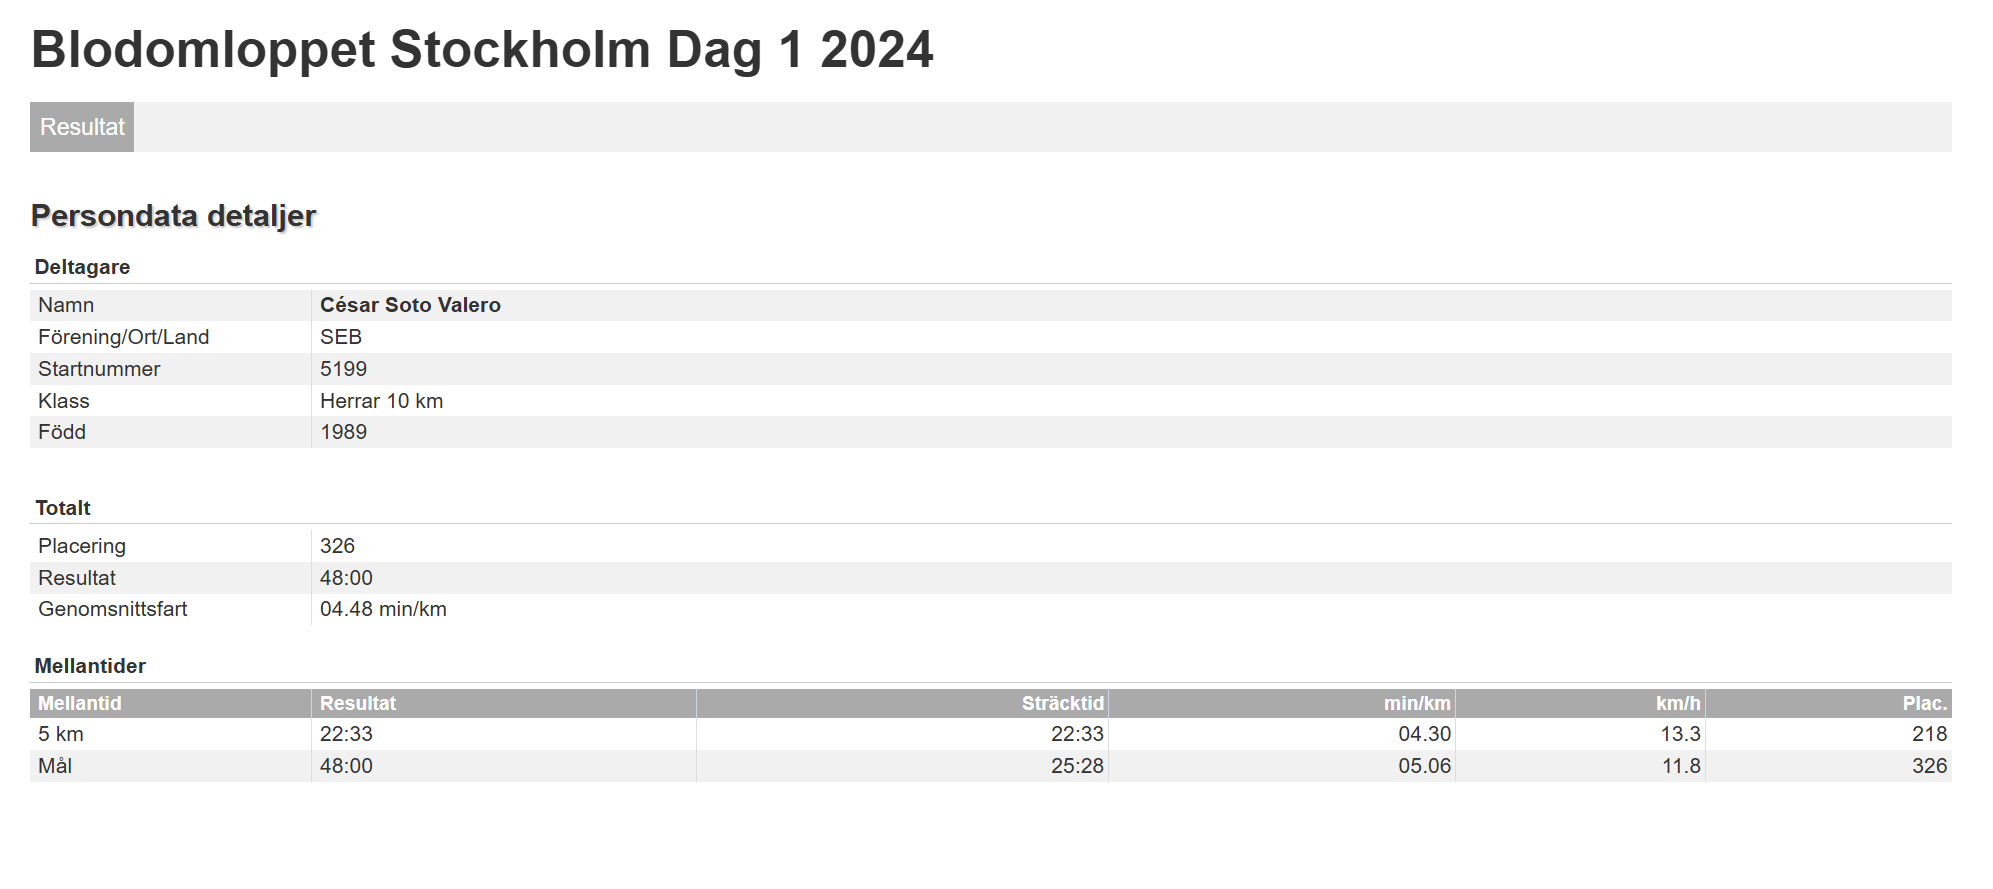 Blodomloppet Stockholm Dag 1 2024
Resultat
Persondata detaljer
Deltagare
Namn César Soto Valero
Förening/Ort/Land SEB
Startnummer 5199
Klass Herrar 10 km
Född 1989
Totalt
Placering 326
Resultat 48:00
Genomsnittsfart 04.48 min/km
Mellantider
Mellantid Resultat Sträcktid min/km km/h Plac.
5 km 22:33 22:33 04.30 13.3 218
Mål 48:00 25:28 05.06 11.8 326